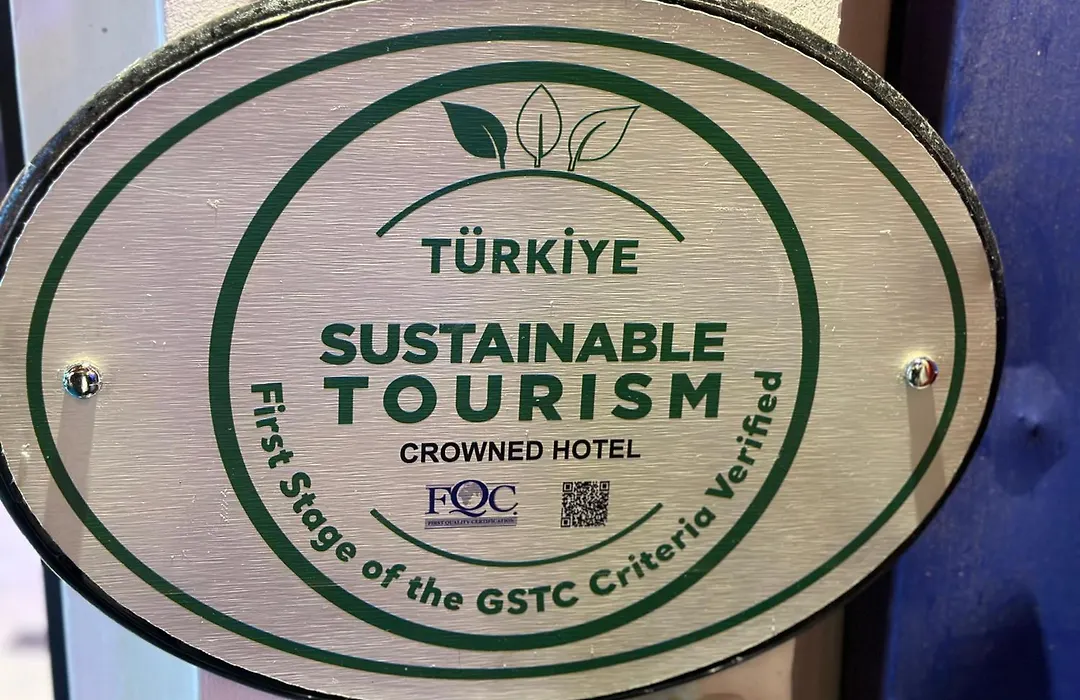 TÜRKİYE
SUSTAINABLE
TOURISM
CROWNED HOTEL
FQC.
FIRST QUALITY CERTIFICATION
First Stage of the GSTC Criteria Verified